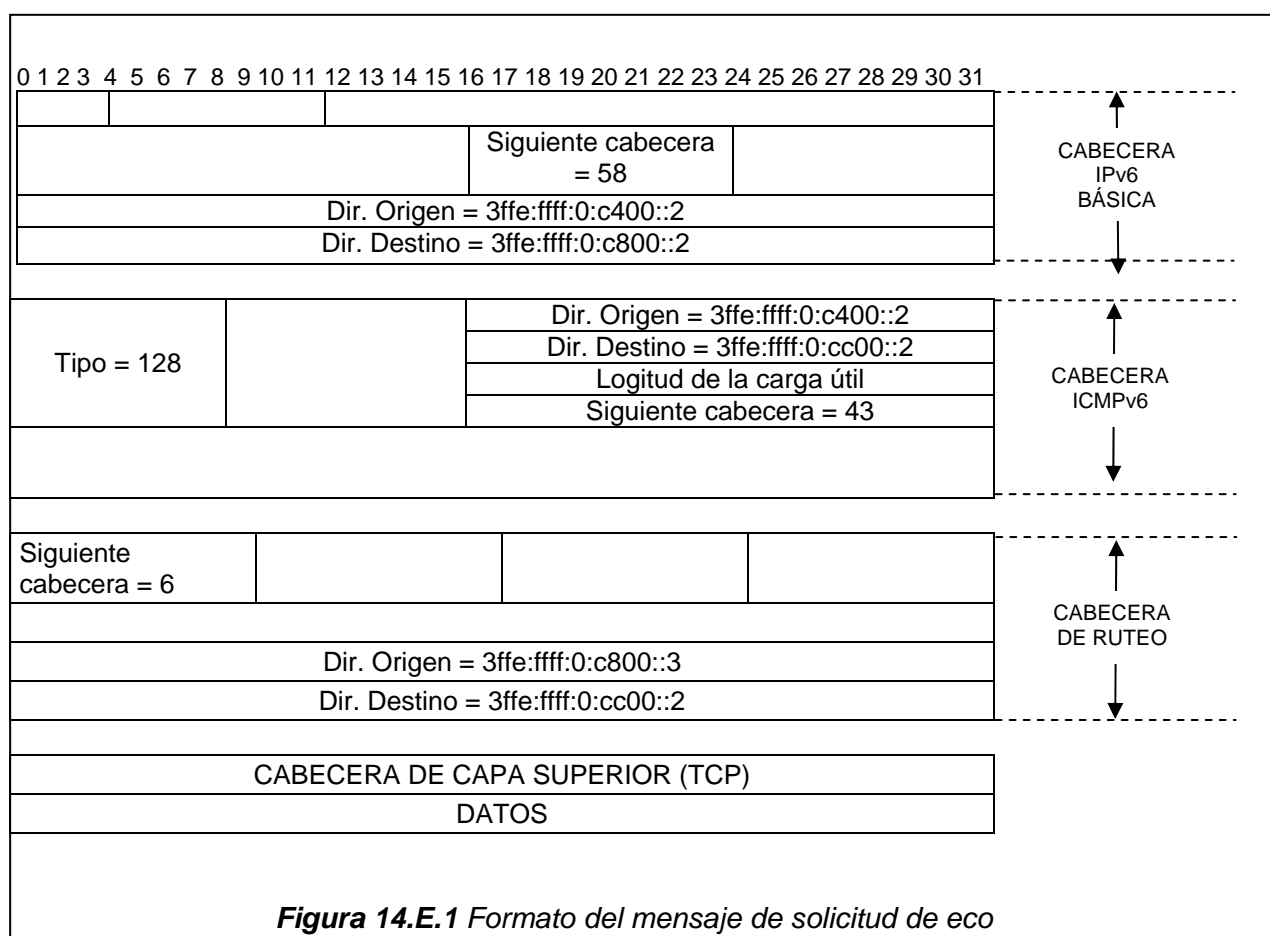 0 1 2 3 4 5 6 7 8 9 10 11 12 13 14 15 16 17 18 19 20 21 22 23 24 25 26 27 28 29 30 31
Siguiente cabecera
= 58
Dir. Origen = 3ffe:ffff:0:c400::2
Dir. Destino = 3ffe:ffff:0:c800::2
CABECERA
IPv6
BÁSICA
Tipo = 128
Dir. Origen = 3ffe:ffff:0:c400::2
Dir. Destino = 3ffe:ffff:0:cc00::2
Logitud de la carga útil
Siguiente cabecera = 43
CABECERA
ICMPv6
Siguiente
cabecera = 6
Dir. Origen = 3ffe:ffff:0:c800::3
Dir. Destino = 3ffe:ffff:0:cc00::2
CABECERA
DE RUTEO
CABECERA DE CAPA SUPERIOR (TCP)
DATOS
Figura 14.E.1 Formato del mensaje de solicitud de eco